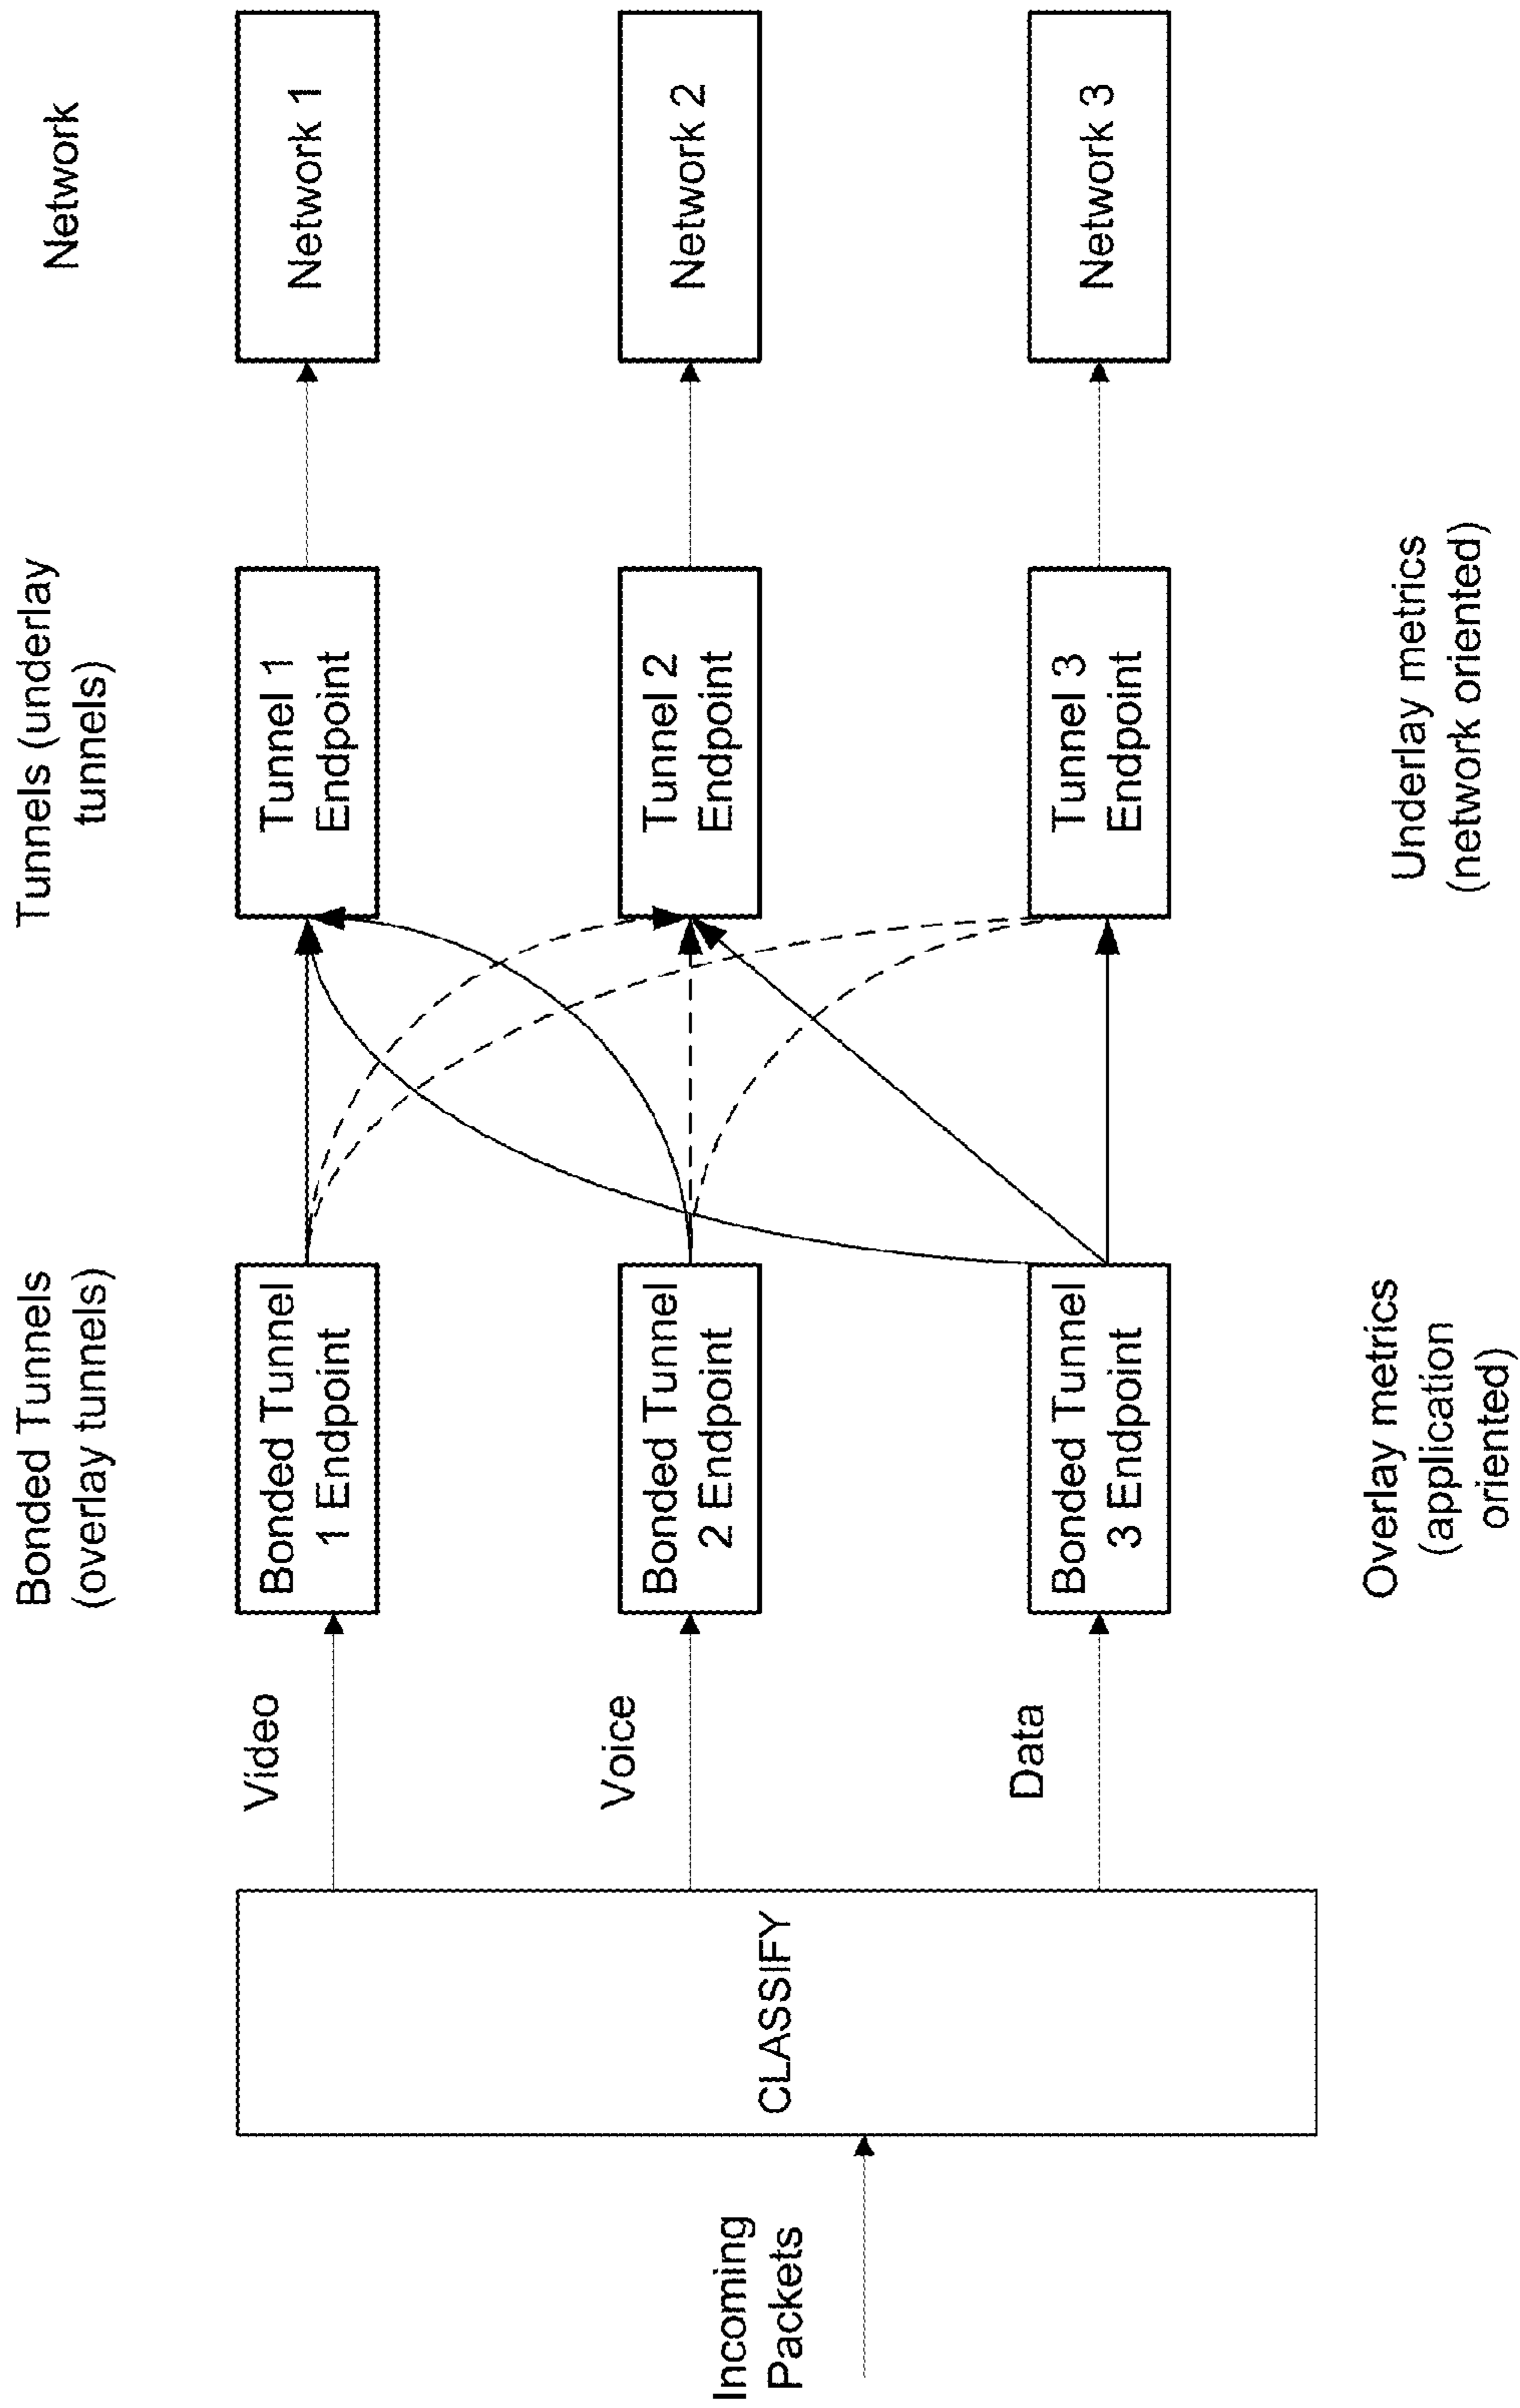 Incoming
Packets
CLASSIFY
Video
Voice
Data
Bonded Tunnels
(overlay tunnels)
Bonded Tunnel
1 Endpoint
Bonded Tunnel
2 Endpoint
Bonded Tunnel
3 Endpoint
Overlay metrics
(application
oriented)
Tunnels (underlay
tunnels)
Tunnel 1
Endpoint
Tunnel 2
Endpoint
Tunnel 3
Endpoint
Underlay metrics
(network oriented)
Network
Network 1
Network 2
Network 3